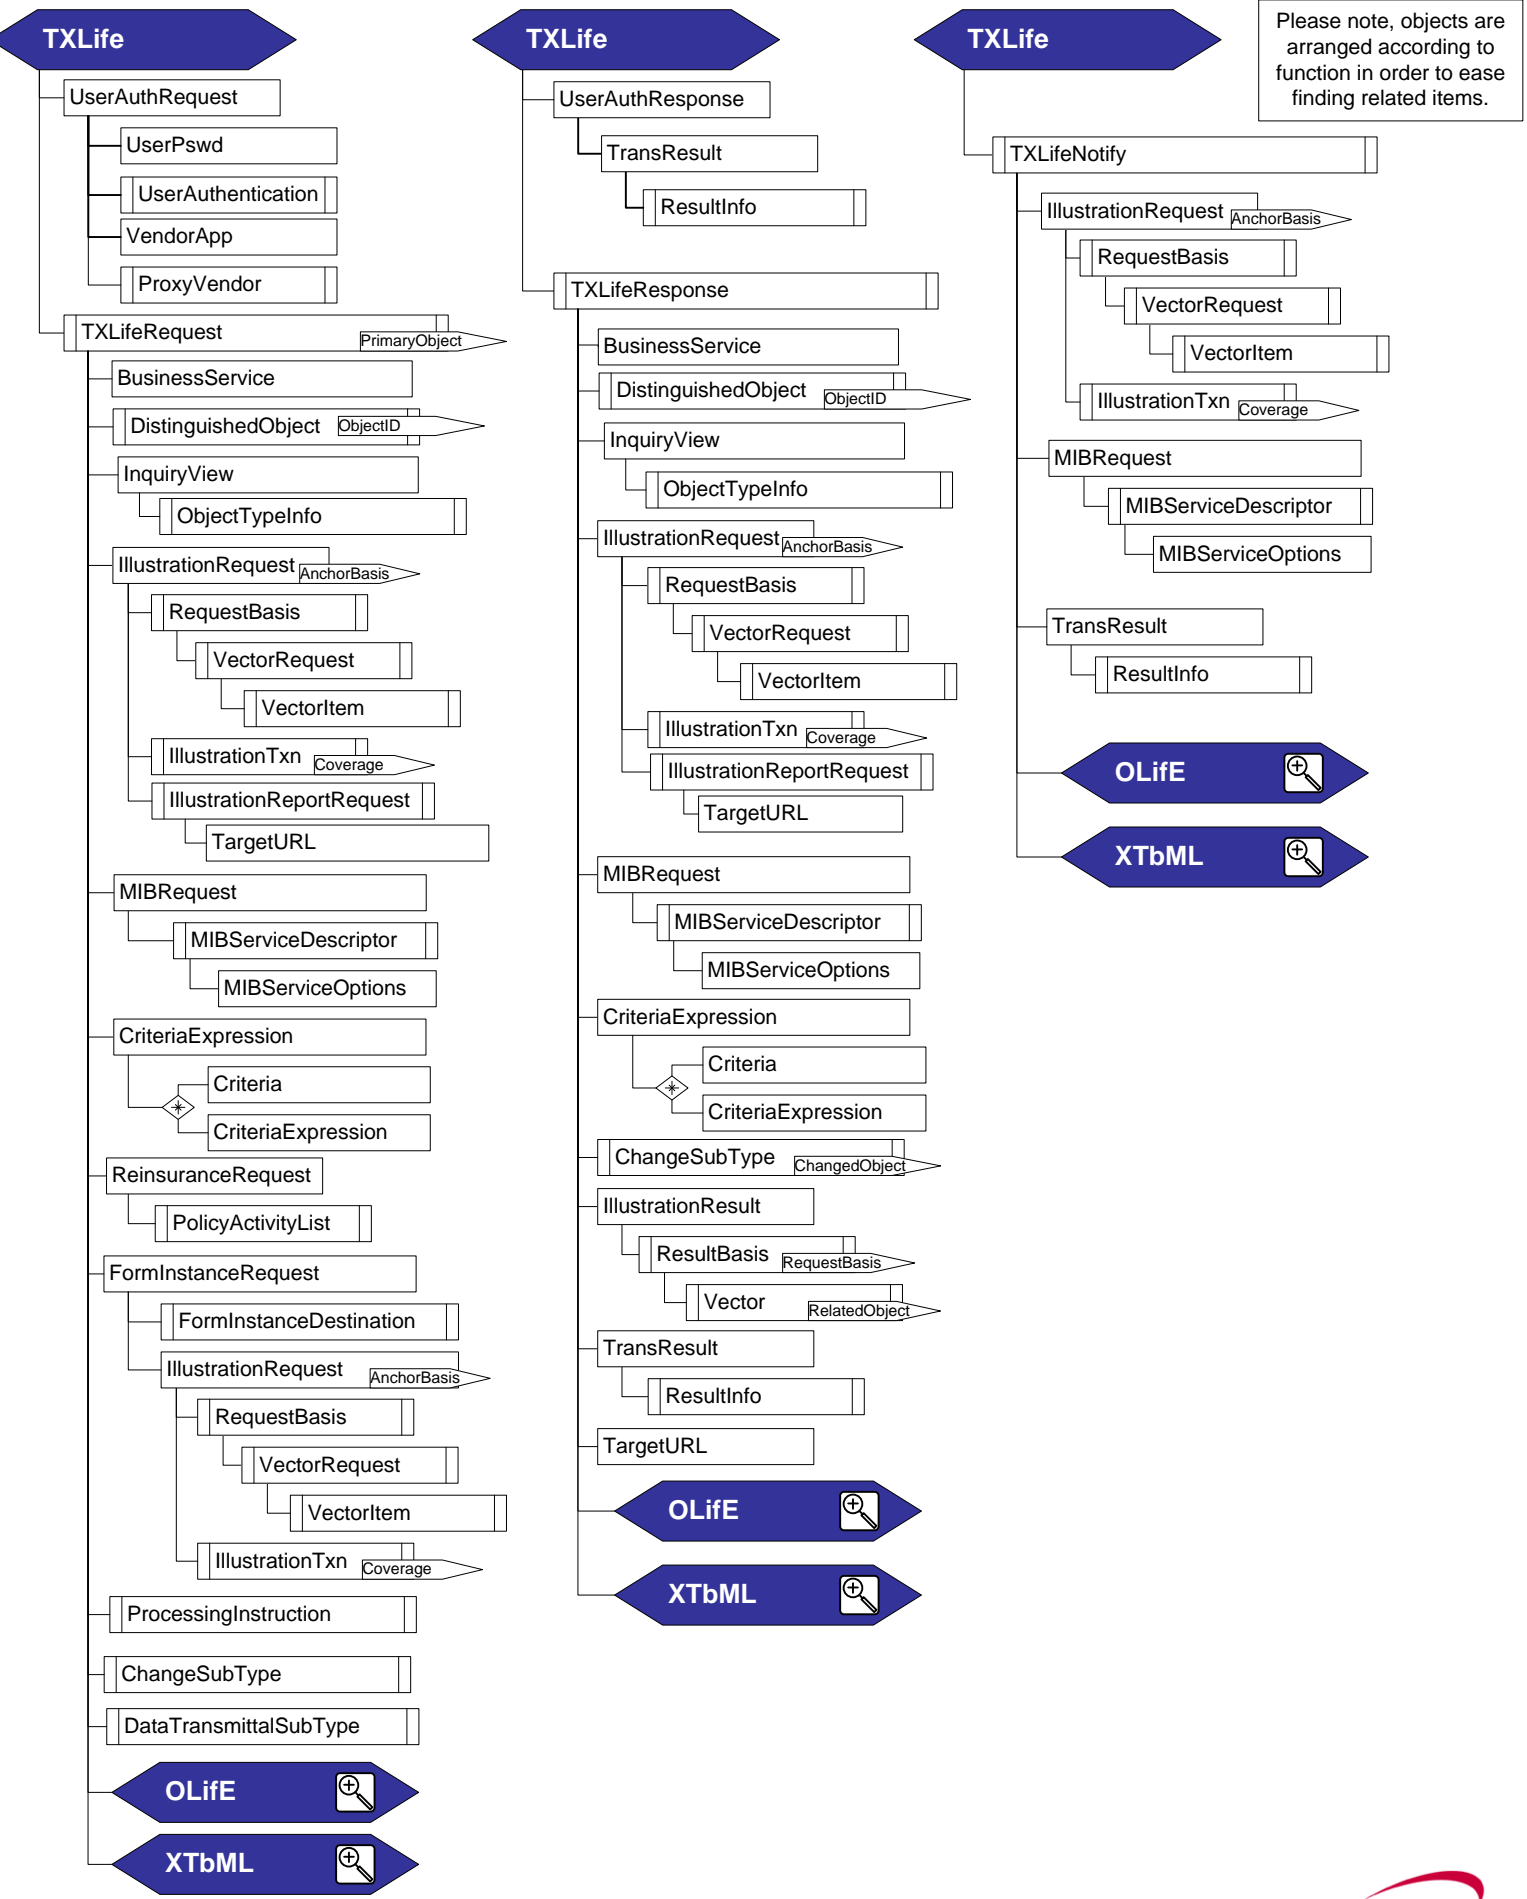 TXLife
UserAuthRequest
UserPswd
UserAuthentication
VendorApp
ProxyVendor
TXLifeRequest
PrimaryObject
BusinessService
DistinguishedObject
ObjectID
InquiryView
ObjectTypeInfo
IllustrationRequest
AnchorBasis
RequestBasis
VectorRequest
VectorItem
IllustrationTxn
Coverage
IllustrationReportRequest
TargetURL
MIBRequest
MIBServiceDescriptor
MIBServiceOptions
CriteriaExpression
Criteria
CriteriaExpression
ReinsuranceRequest
PolicyActivityList
FormInstanceRequest
FormInstanceDestination
IllustrationRequest
AnchorBasis
RequestBasis
VectorRequest
VectorItem
IllustrationTxn
Coverage
ProcessingInstruction
ChangeSubType
DataTransmittalSubType
OLifE
XTbML
TXLife
UserAuthResponse
TransResult
ResultInfo
TXLifeResponse
BusinessService
DistinguishedObject
ObjectID
InquiryView
ObjectTypeInfo
IllustrationRequest
AnchorBasis
RequestBasis
VectorRequest
VectorItem
IllustrationTxn
Coverage
IllustrationReportRequest
TargetURL
MIBRequest
MIBServiceDescriptor
MIBServiceOptions
CriteriaExpression
Criteria
CriteriaExpression
ChangeSubType
ChangedObject
IllustrationResult
ResultBasis
RequestBasis
Vector
RelatedObject
TransResult
ResultInfo
TargetURL
OLifE
XTbML
TXLife
TXLifeNotify
IllustrationRequest
AnchorBasis
RequestBasis
VectorRequest
VectorItem
IllustrationTxn
Coverage
MIBRequest
MIBServiceDescriptor
MIBServiceOptions
TransResult
ResultInfo
OLifE
XTbML
Please note, objects are
arranged according to
function in order to ease
finding related items.